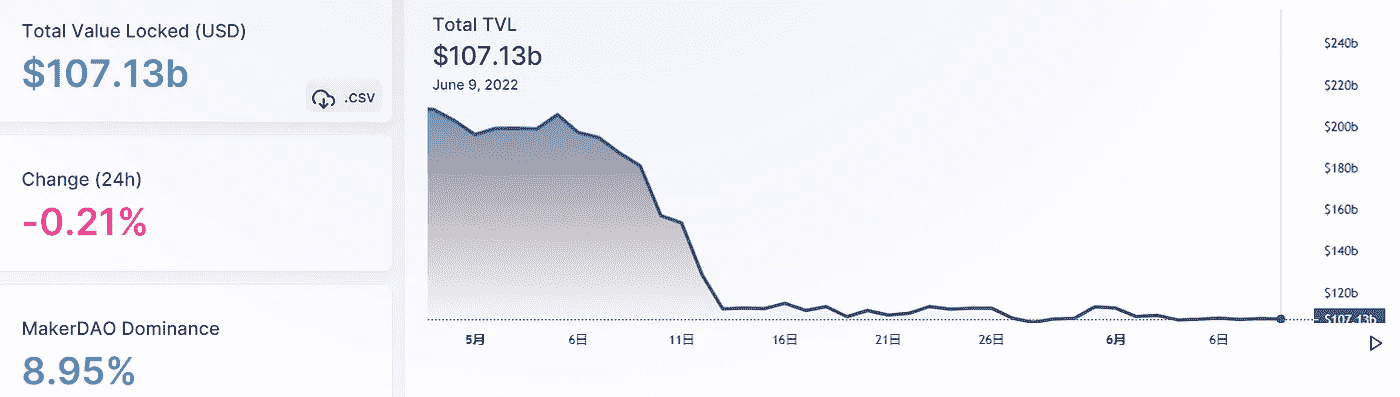 Total Value Locked (USD)
$107.13b
.csv
Change (24h)
-0.21%
MakerDAO Dominance
8.95%
Total TVL
$107.13b
June 9, 2022
$240b
$220b
$200b
$180b
$160b
$140b
$120b
$107.13b
5月
6日
11日
16日
21日
26日
6月
6日